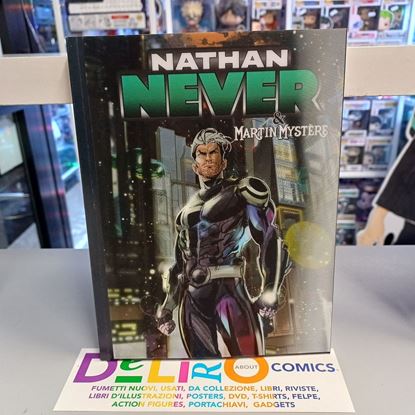 NATHAN
NEVER
& MARTIN MYSTÈRE
DELIRO ABOUT COMICS
FUMETTI NUOVI, USATI, DA COLLEZIONE, LIBRI, RIVISTE,
LIBRI D'ILLUSTRAZIONI, POSTERS, DVD, T-SHIRTS, FELPE,
ACTION FIGURES, PORTACHIAVI, GADGETS